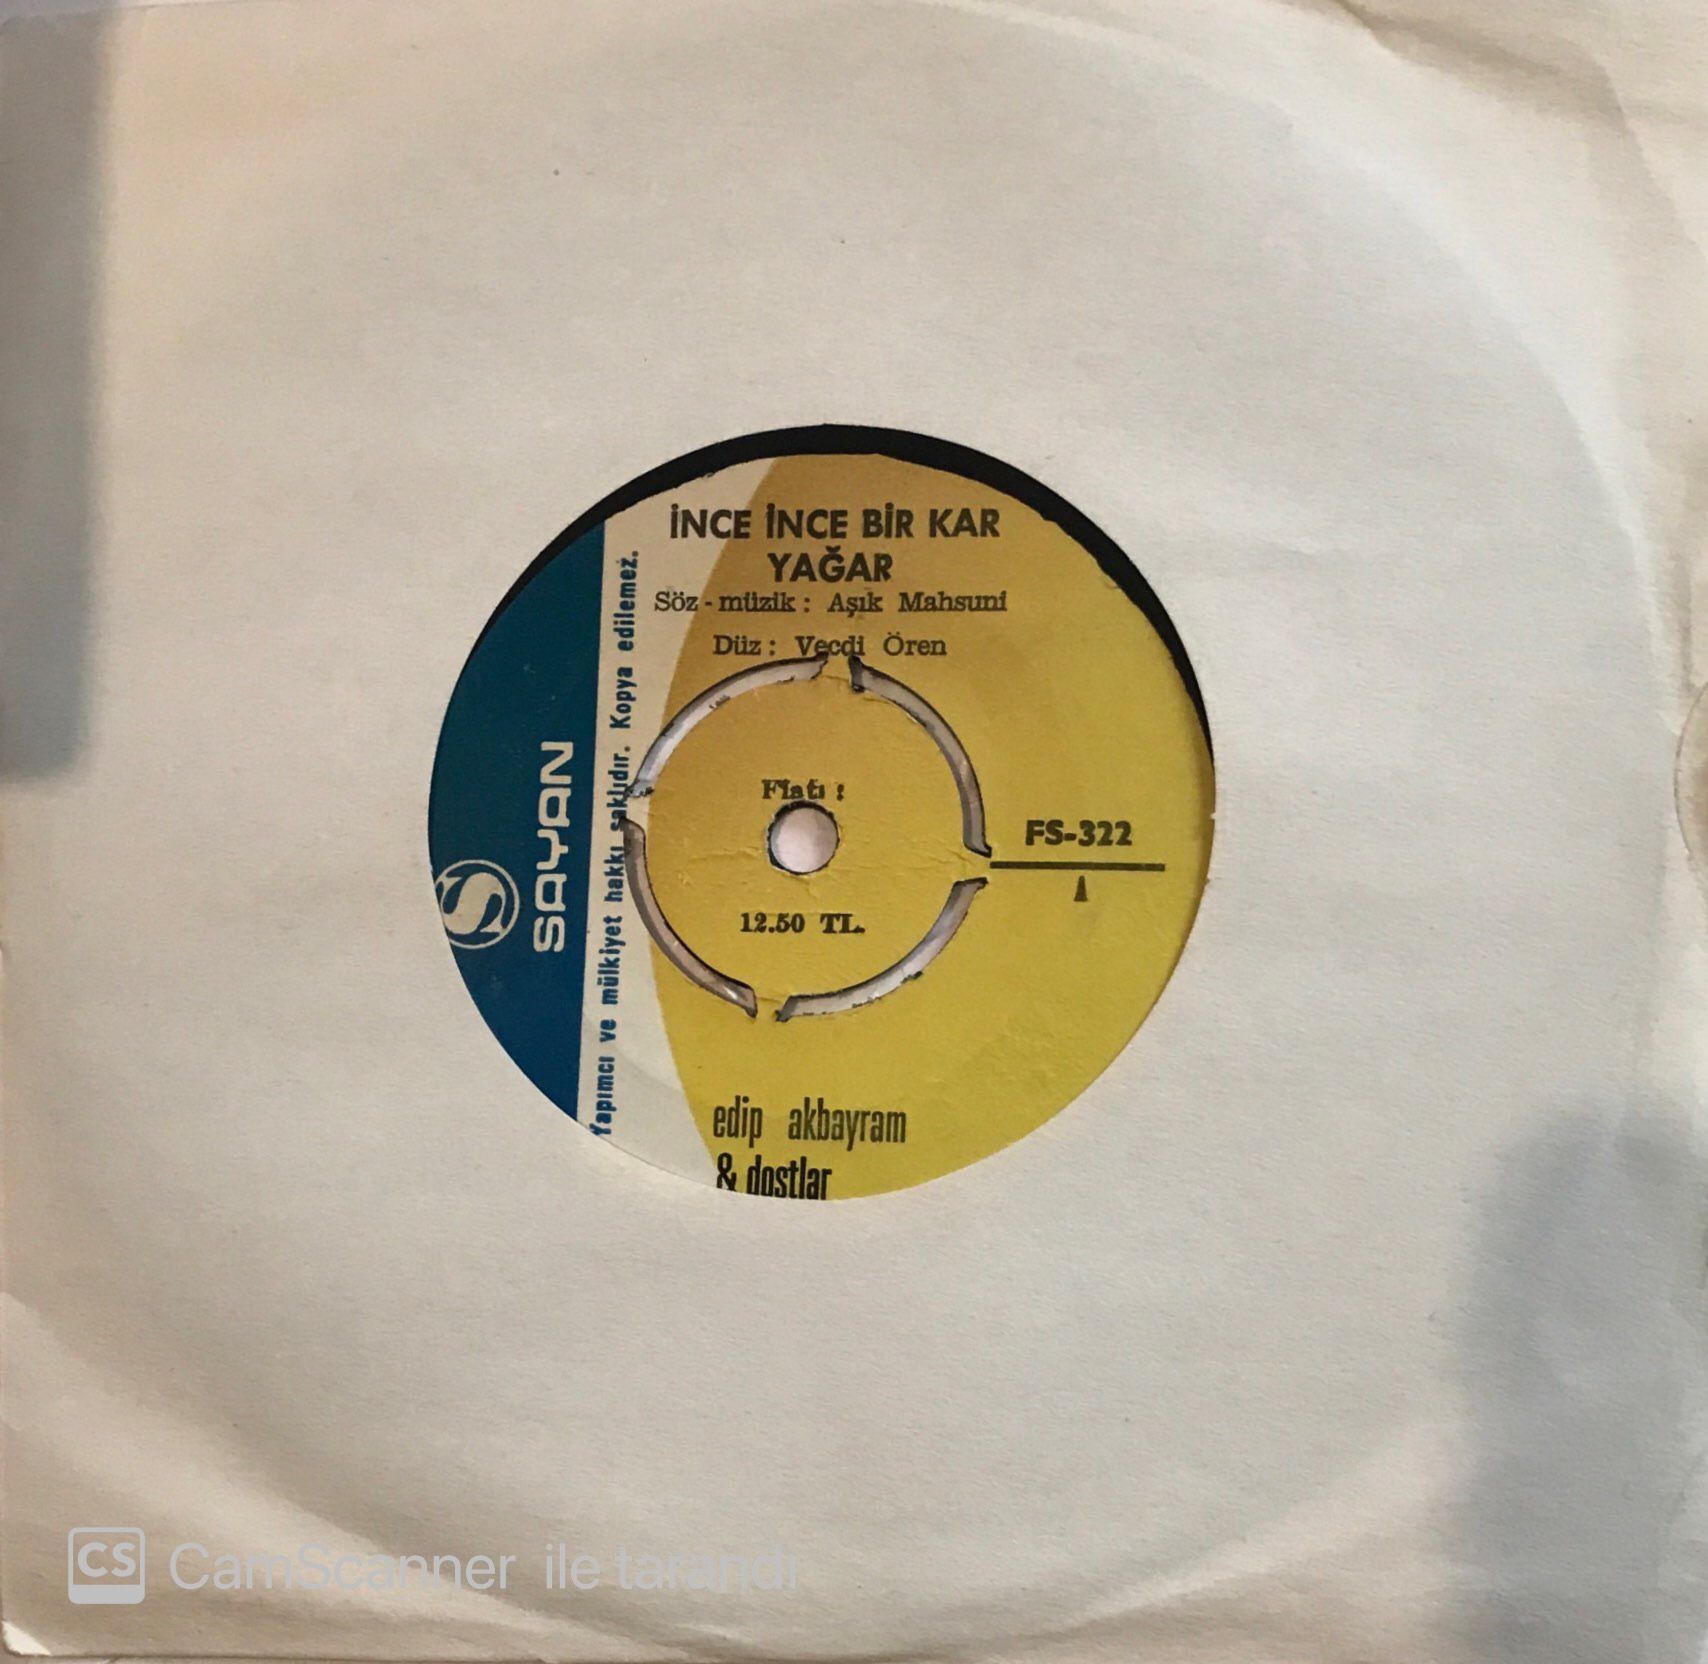 İNCE İNCE BİR KAR
YAĞAR
Söz - müzik : Aşık Mahsuni
Düz : Vecdi Ören
Yapımcı ve mülkiyet hakkı saklıdır. Kopya edilemez.
SAYAN
Fiatı :
12.50 TL.
FS-322
A
edip akbayram
& dostlar
CS CamScanner ile tarandı